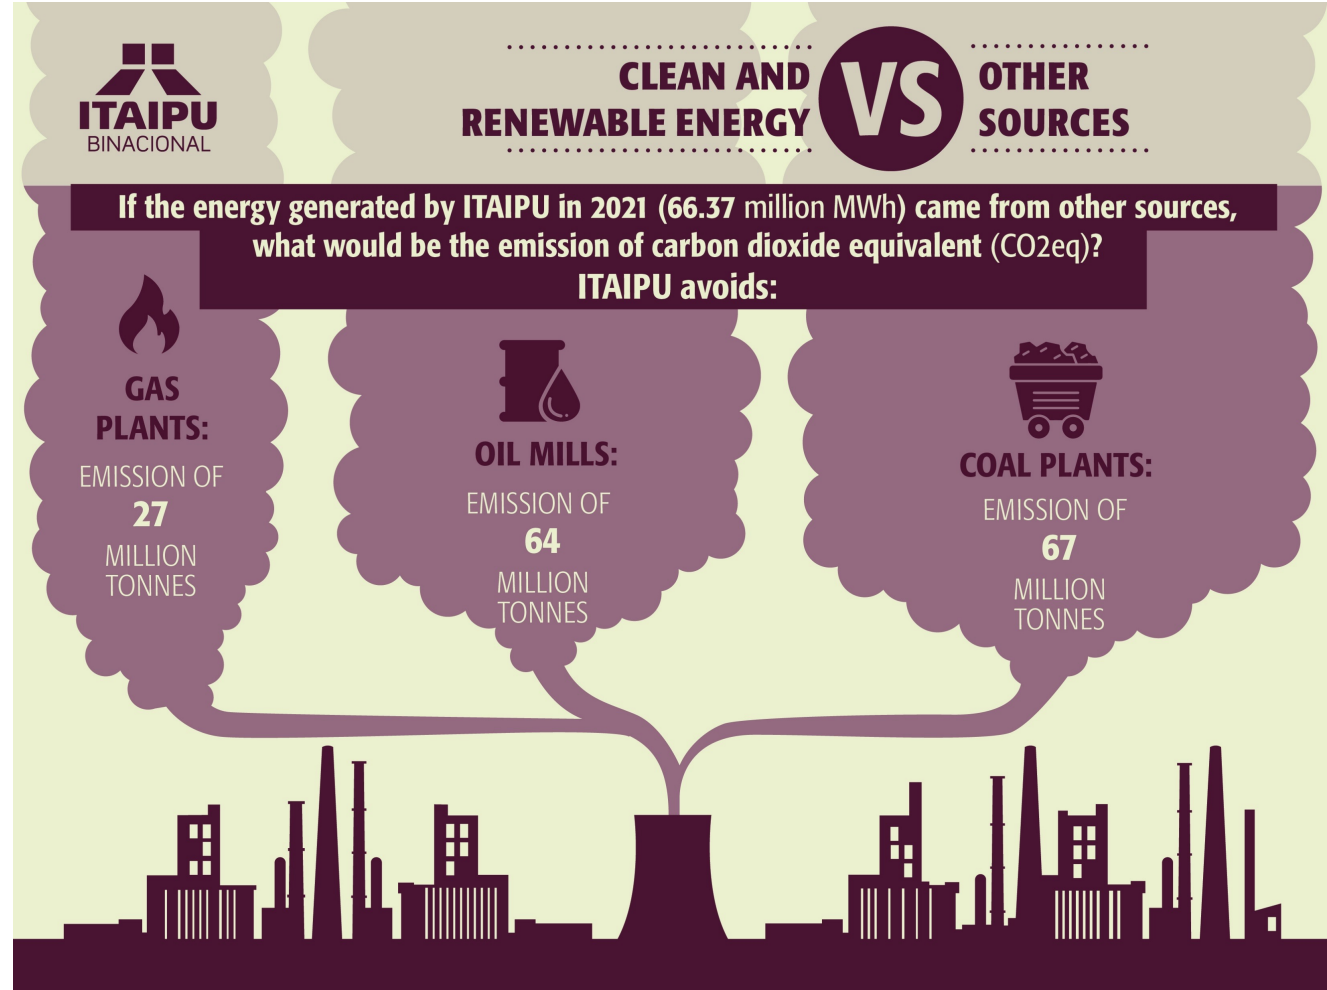 ITAIPU
BINACIONAL
CLEAN AND
RENEWABLE ENERGY
VS
OTHER
SOURCES
If the energy generated by ITAIPU in 2021 (66.37 million MWh) came from other sources,
what would be the emission of carbon dioxide equivalent (CO2eq)?
ITAIPU avoids:
GAS
PLANTS:
EMISSION OF
27
MILLION
TONNES
OIL MILLS:
EMISSION OF
64
MILLION
TONNES
COAL PLANTS:
EMISSION OF
67
MILLION
TONNES